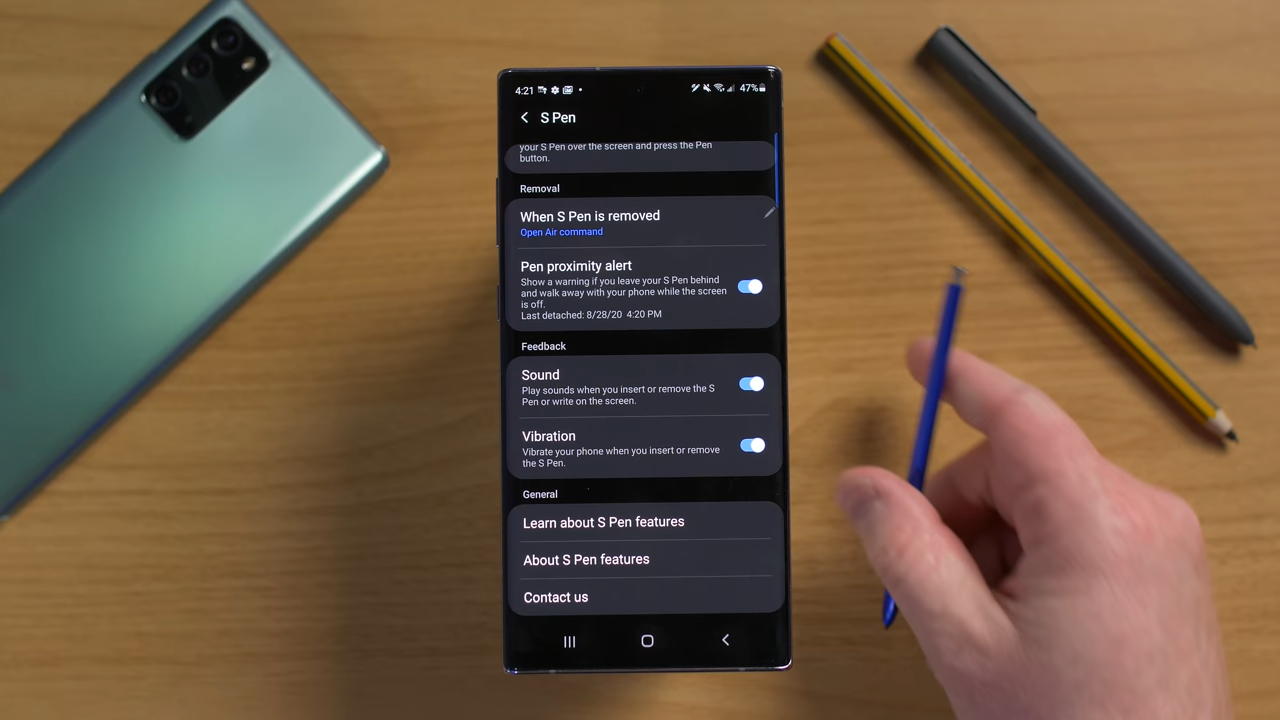 4:21 47%
S Pen
your S Pen over the screen and press the Pen
button.
Removal
When S Pen is removed
Open Air command
Pen proximity alert
Show a warning if you leave your S Pen behind
and walk away with your phone while the screen
is off.
Last detached: 8/28/20 4:20 PM
Feedback
Sound
Play sounds when you insert or remove the S
Pen or write on the screen.
Vibration
Vibrate your phone when you insert or remove
the S Pen.
General
Learn about S Pen features
About S Pen features
Contact us